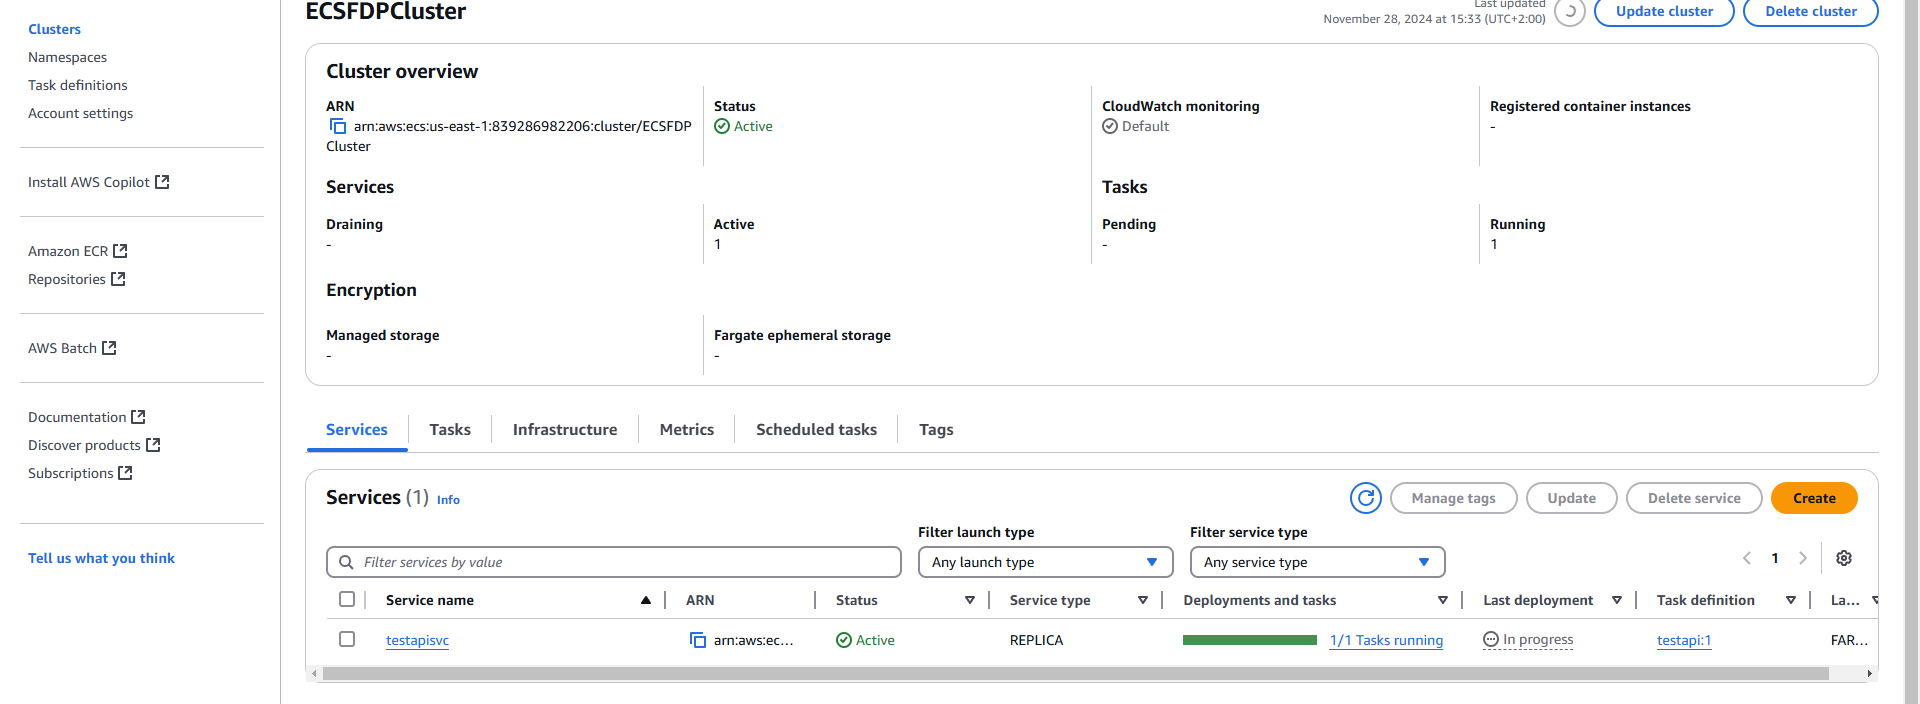 Clusters
Namespaces
Task definitions
Account settings
Install AWS Copilot
Amazon ECR
Repositories
AWS Batch
Documentation
Discover products
Subscriptions
Tell us what you think
ECSFDPCluster
Last updated
November 28, 2024 at 15:33 (UTC+2:00)
Update cluster
Delete cluster
Cluster overview
ARN
arn:aws:ecs:us-east-1:839286982206:cluster/ECSFDP
Cluster
Status
Active
CloudWatch monitoring
Default
Registered container instances
-
Services
Tasks
Draining
-
Active
1
Pending
-
Running
1
Encryption
Managed storage
-
Fargate ephemeral storage
-
Services Tasks Infrastructure Metrics Scheduled tasks Tags
Services (1) Info
Manage tags Update Delete service Create
Filter services by value
Filter launch type
Any launch type
Filter service type
Any service type
1
Service name ARN Status Service type Deployments and tasks Last deployment Task definition La...
testapisvc arn:aws:ec... Active REPLICA 1/1 Tasks running In progress testapi:1 FAR...